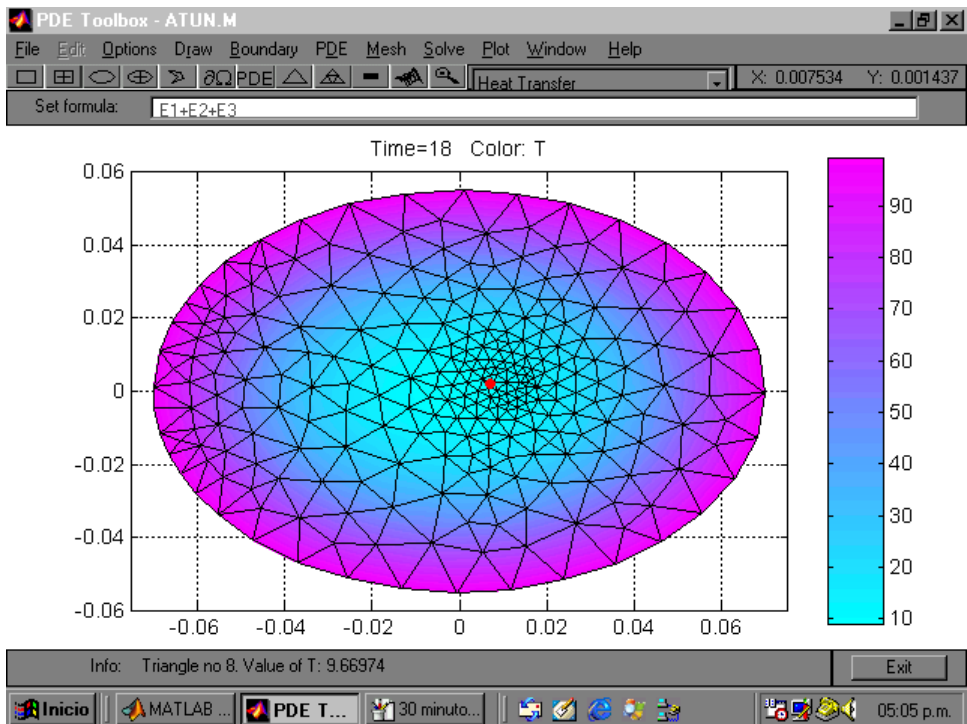 PDE Toolbox - ATUN.M
File Edit Options Draw Boundary PDE Mesh Solve Plot Window Help
∂Ω PDE Heat Transfer X: 0.007534 Y: 0.001437
Set formula: E1+E2+E3
Time=18 Color: T
0.06
0.04
0.02
0
-0.02
-0.04
-0.06
-0.06 -0.04 -0.02 0 0.02 0.04 0.06
90
80
70
60
50
40
30
20
10
Info: Triangle no 8. Value of T: 9.66974 Exit
Inicio MATLAB ... PDE T... 30 minuto... 05:05 p.m.